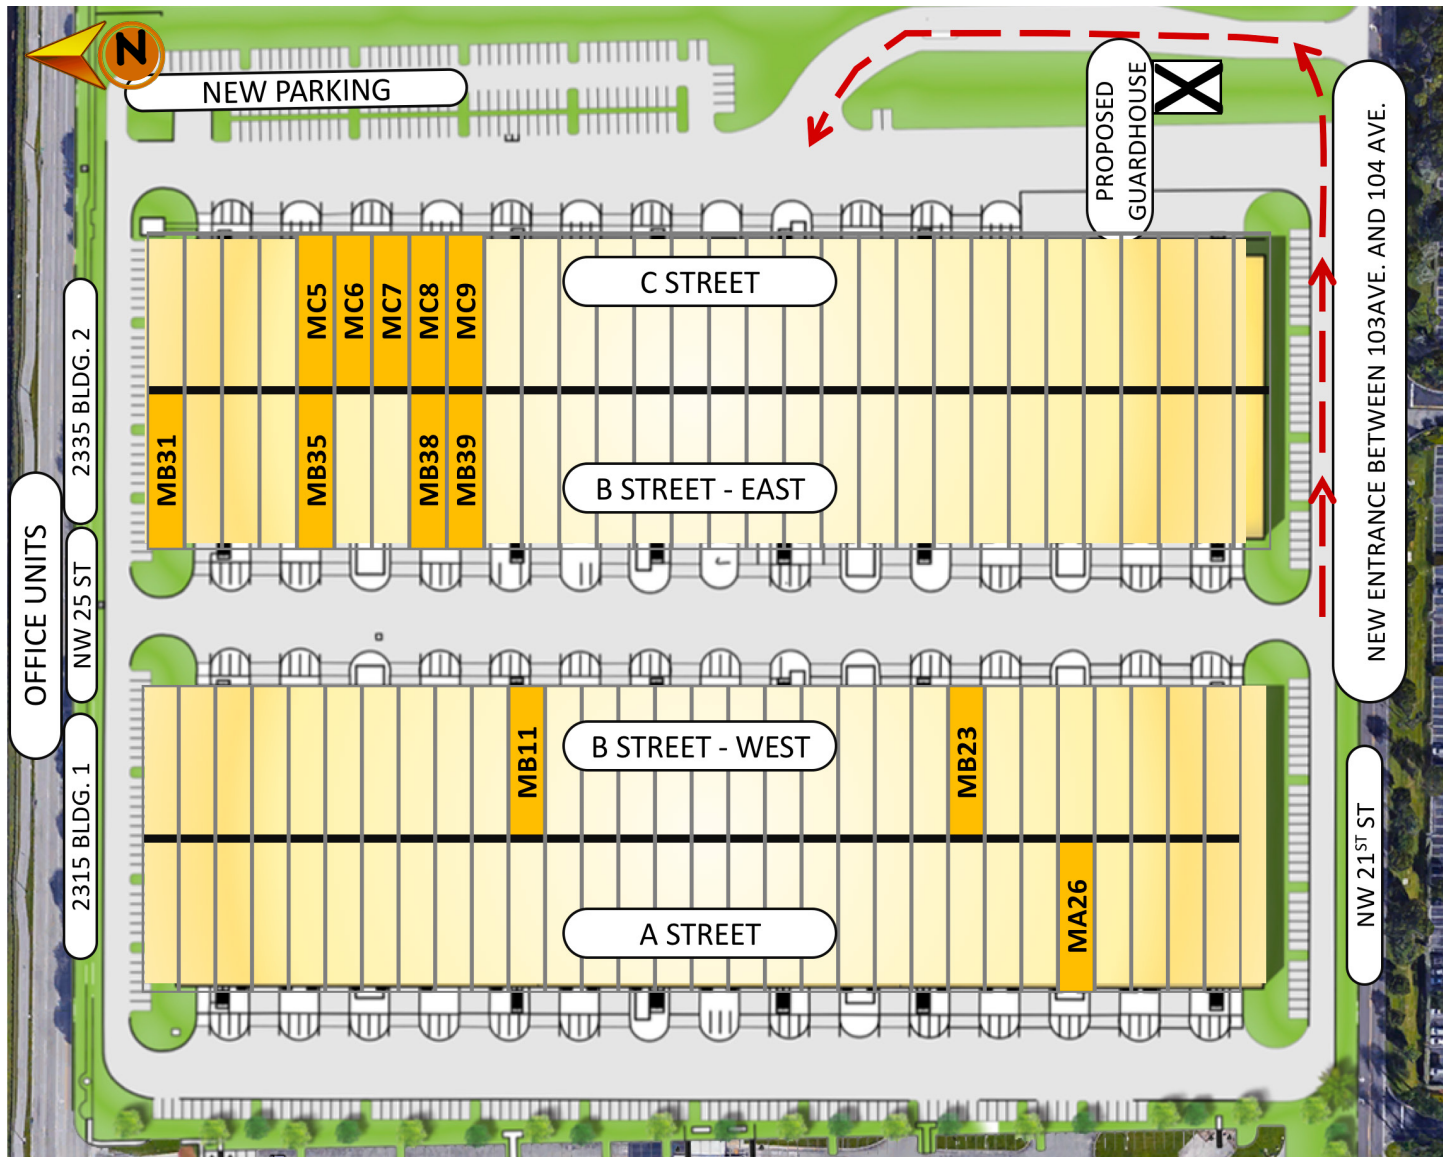 N
NEW PARKING
PROPOSED
GUARDHOUSE
NEW ENTRANCE BETWEEN 103AVE. AND 104 AVE.
C STREET
MC5
MC6
MC7
MC8
MC9
2335 BLDG. 2
MB31
MB35
MB38
MB39
B STREET - EAST
OFFICE UNITS
NW 25 ST
B STREET - WEST
MB11
MB23
2315 BLDG. 1
A STREET
MA26
NW 21ST ST